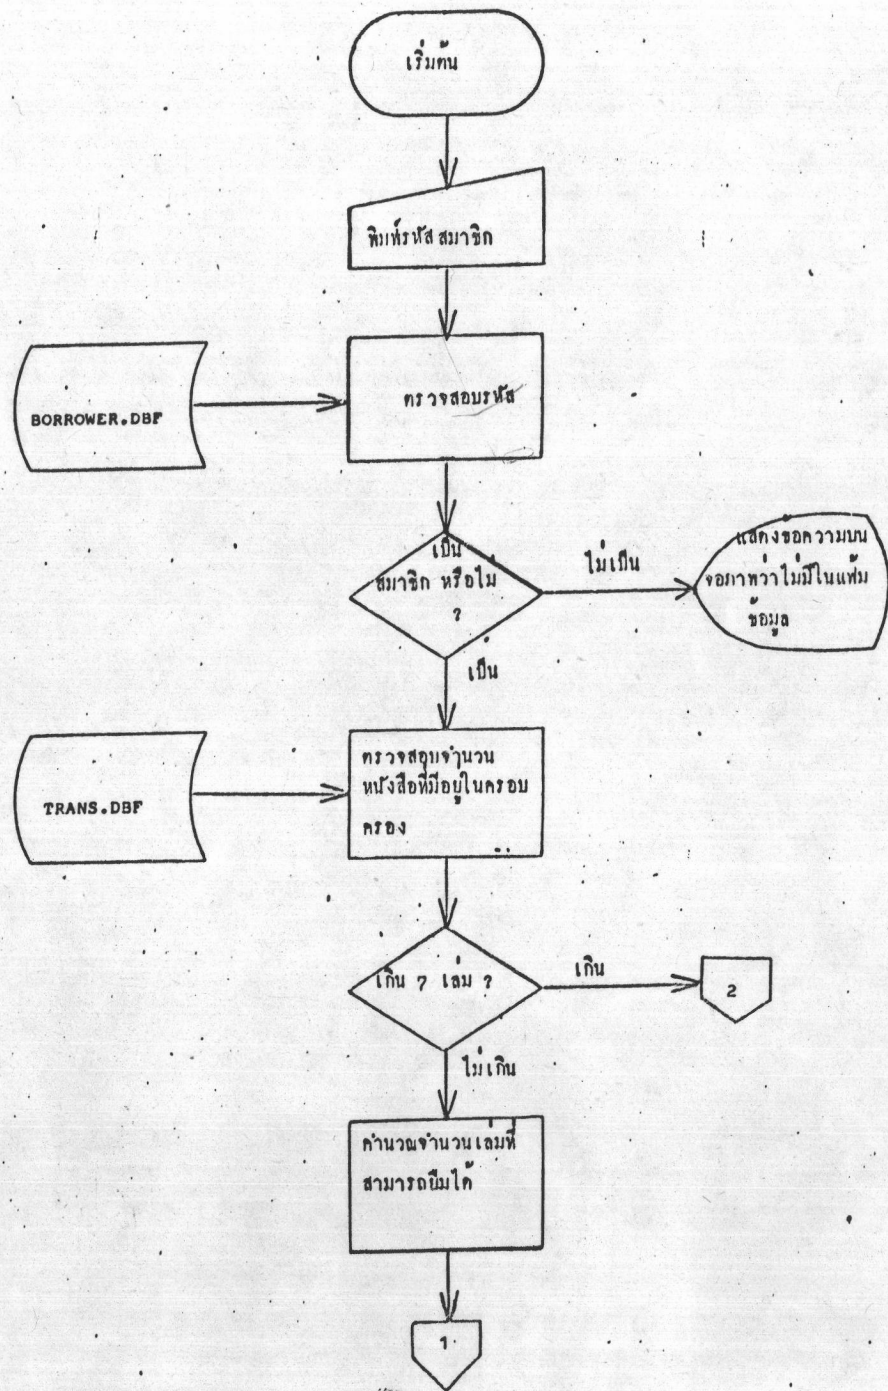 เริ่มต้น
พิมพ์รหัสสมาชิก
ตรวจสอบรหัส
BORROWER.DBF
เป็น
สมาชิก หรือไม่
?
ไม่เป็น
แสดงข้อความบน
จอภาพว่าไม่มีในแฟ้ม
ข้อมูล
เป็น
ตรวจสอบจำนวน
หนังสือที่มีอยู่ในครอบ
ครอง
TRANS.DBF
เกิน 7 เล่ม ?
เกิน
2
ไม่เกิน
คำนวณจำนวนเล่มที่
สามารถยืมได้
1